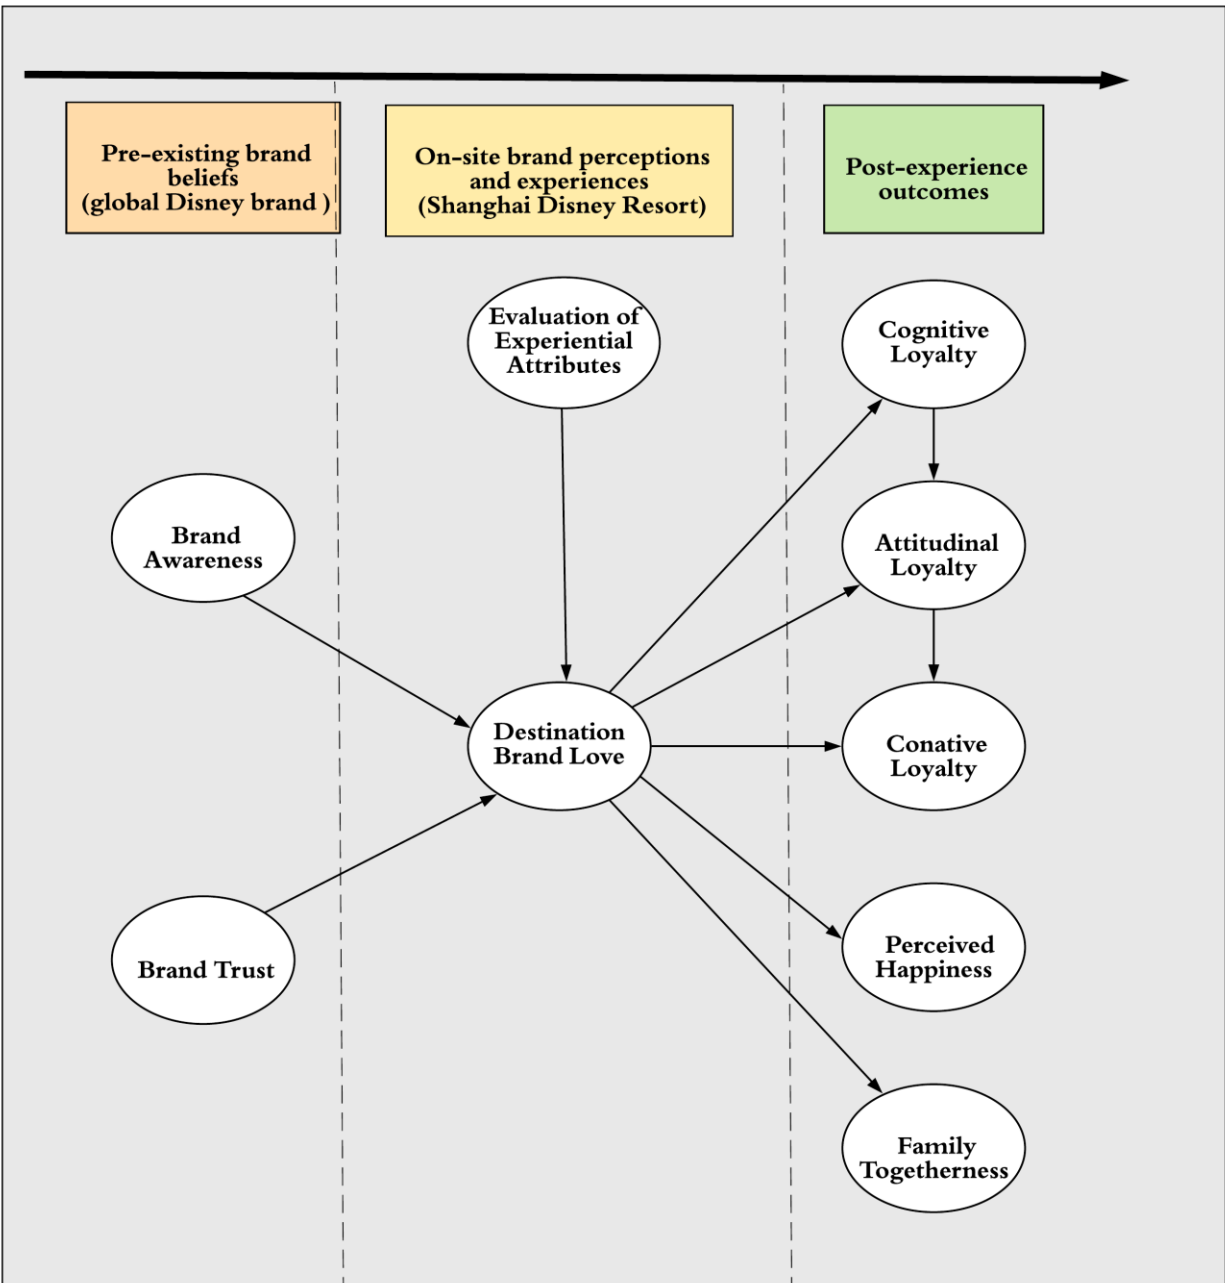 Pre-existing brand
beliefs
(global Disney brand )
On-site brand perceptions
and experiences
(Shanghai Disney Resort)
Post-experience
outcomes
Evaluation of
Experiential
Attributes
Cognitive
Loyalty
Brand
Awareness
Attitudinal
Loyalty
Destination
Brand Love
Conative
Loyalty
Brand Trust
Perceived
Happiness
Family
Togetherness